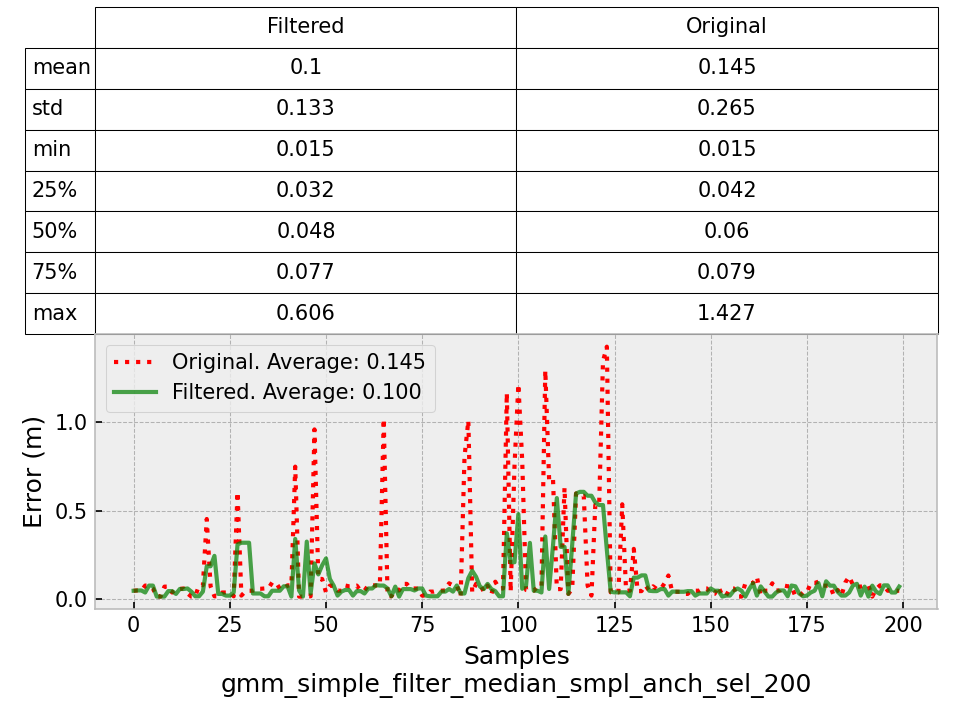 Filtered Original
mean 0.1 0.145
std 0.133 0.265
min 0.015 0.015
25% 0.032 0.042
50% 0.048 0.06
75% 0.077 0.079
max 0.606 1.427
Original. Average: 0.145
Filtered. Average: 0.100
Error (m)
1.0
0.5
0.0
0 25 50 75 100 125 150 175 200
Samples
gmm_simple_filter_median_smpl_anch_sel_200